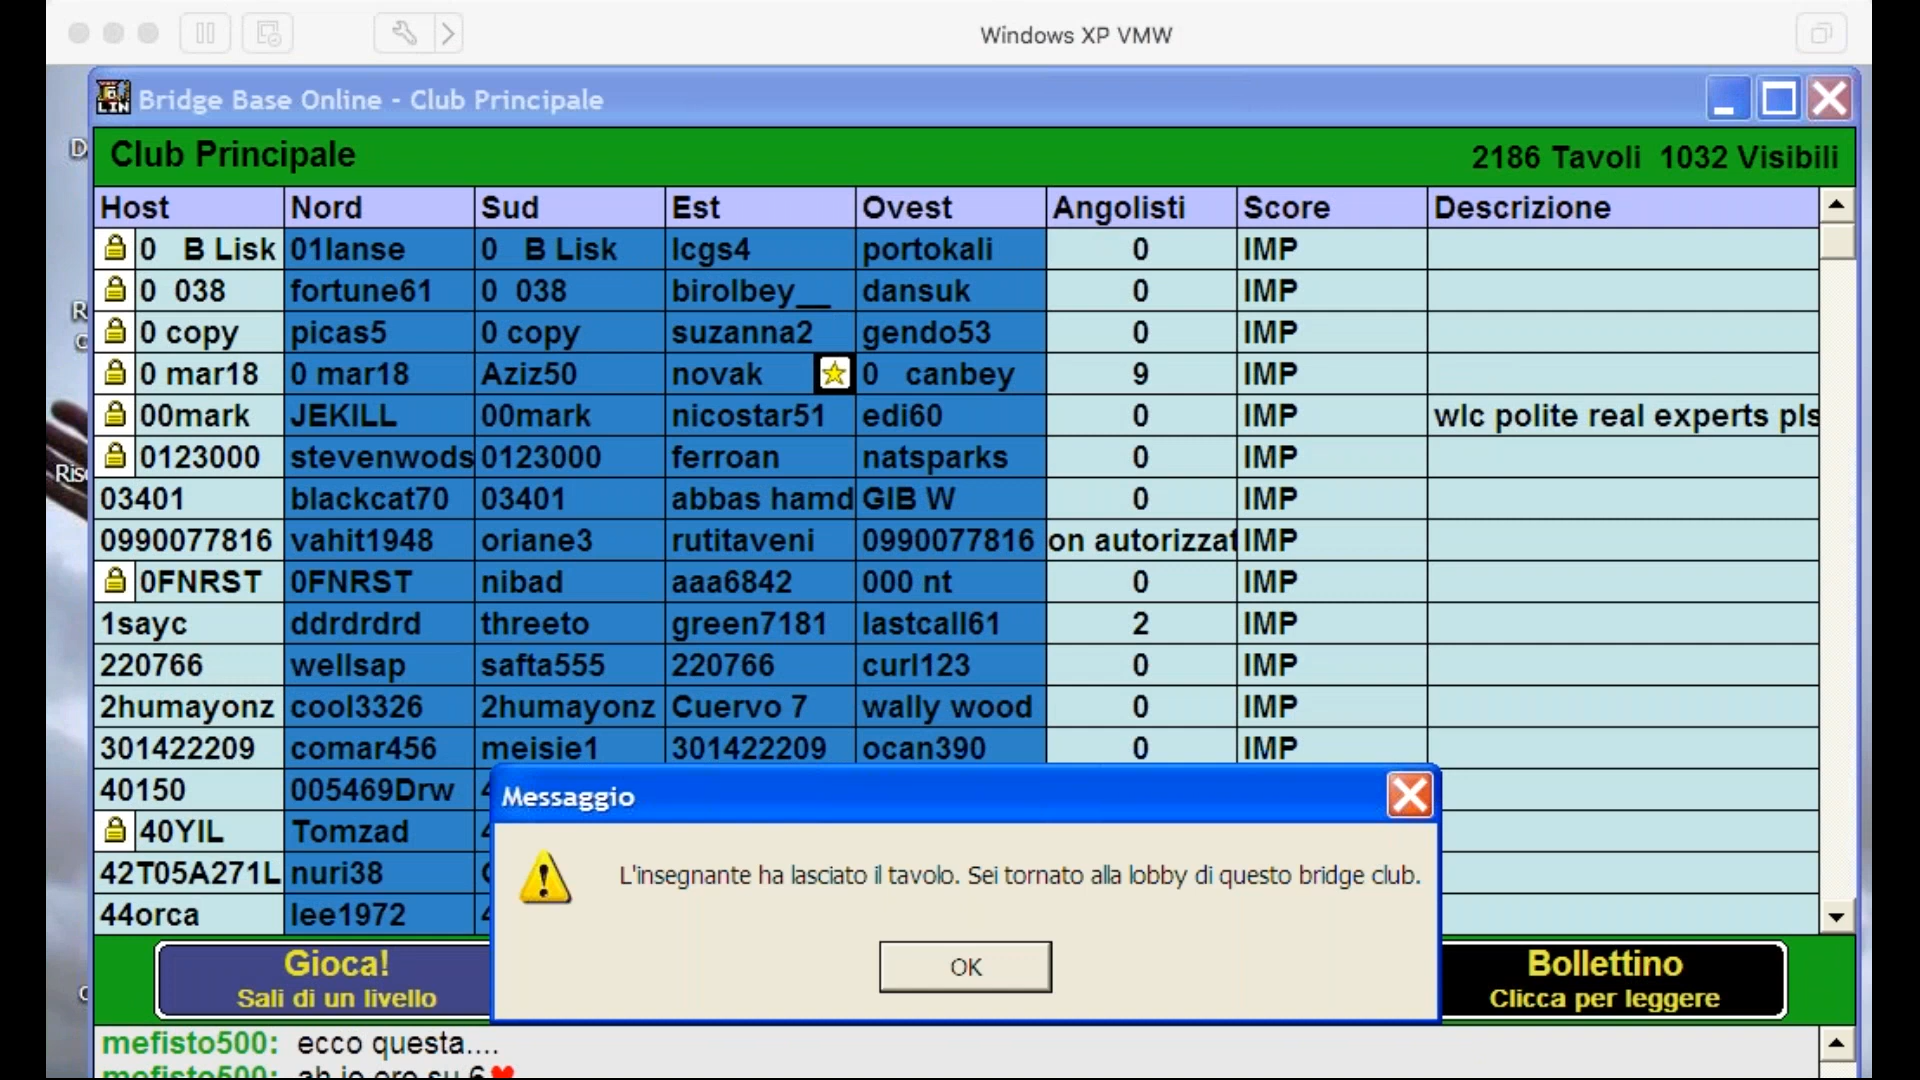 Windows XP VMW
LIN
Bridge Base Online - Club Principale
Club Principale
2186 Tavoli 1032 Visibili
Host Nord Sud Est Ovest Angolisti Score Descrizione
0 B Lisk 01lanse 0 B Lisk lcgs4 portokali 0 IMP
0 038 fortune61 0 038 birolbey__ dansuk 0 IMP
0 copy picas5 0 copy suzanna2 gendo53 0 IMP
0 mar18 0 mar18 Aziz50 novak 0 canbey 9 IMP
00mark JEKILL 00mark nicostar51 edi60 0 IMP wlc polite real experts pls
0123000 stevenwods 0123000 ferroan natsparks 0 IMP
03401 blackcat70 03401 abbas hamd GIB W 0 IMP
0990077816 vahit1948 oriane3 rutitaveni 0990077816 on autorizzat IMP
0FNRST 0FNRST nibad aaa6842 000 nt 0 IMP
1sayc ddrdrdrd threeto green7181 lastcall61 2 IMP
220766 wellsap safta555 220766 curl123 0 IMP
2humayonz cool3326 2humayonz Cuervo 7 wally wood 0 IMP
301422209 comar456 meisie1 301422209 ocan390 0 IMP
40150 005469Drw
40YIL Tomzad
42T05A271L nuri38
44orca lee1972
Messaggio
L'insegnante ha lasciato il tavolo. Sei tornato alla lobby di questo bridge club.
OK
Gioca!
Sali di un livello
Bollettino
Clicca per leggere
mefisto500: ecco questa....
mefisto500: ah io ero su 6♥